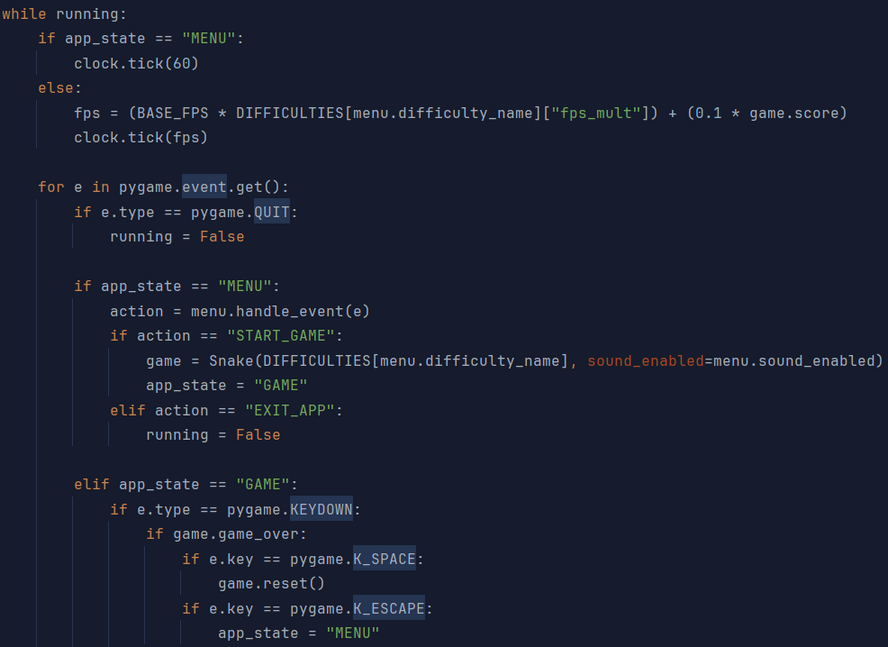 while running:
    if app_state == "MENU":
        clock.tick(60)
    else:
        fps = (BASE_FPS * DIFFICULTIES[menu.difficulty_name]["fps_mult"]) + (0.1 * game.score)
        clock.tick(fps)

    for e in pygame.event.get():
        if e.type == pygame.QUIT:
            running = False

        if app_state == "MENU":
            action = menu.handle_event(e)
            if action == "START_GAME":
                game = Snake(DIFFICULTIES[menu.difficulty_name], sound_enabled=menu.sound_enabled)
                app_state = "GAME"
            elif action == "EXIT_APP":
                running = False

        elif app_state == "GAME":
            if e.type == pygame.KEYDOWN:
                if game.game_over:
                    if e.key == pygame.K_SPACE:
                        game.reset()
                    if e.key == pygame.K_ESCAPE:
                        app_state = "MENU"